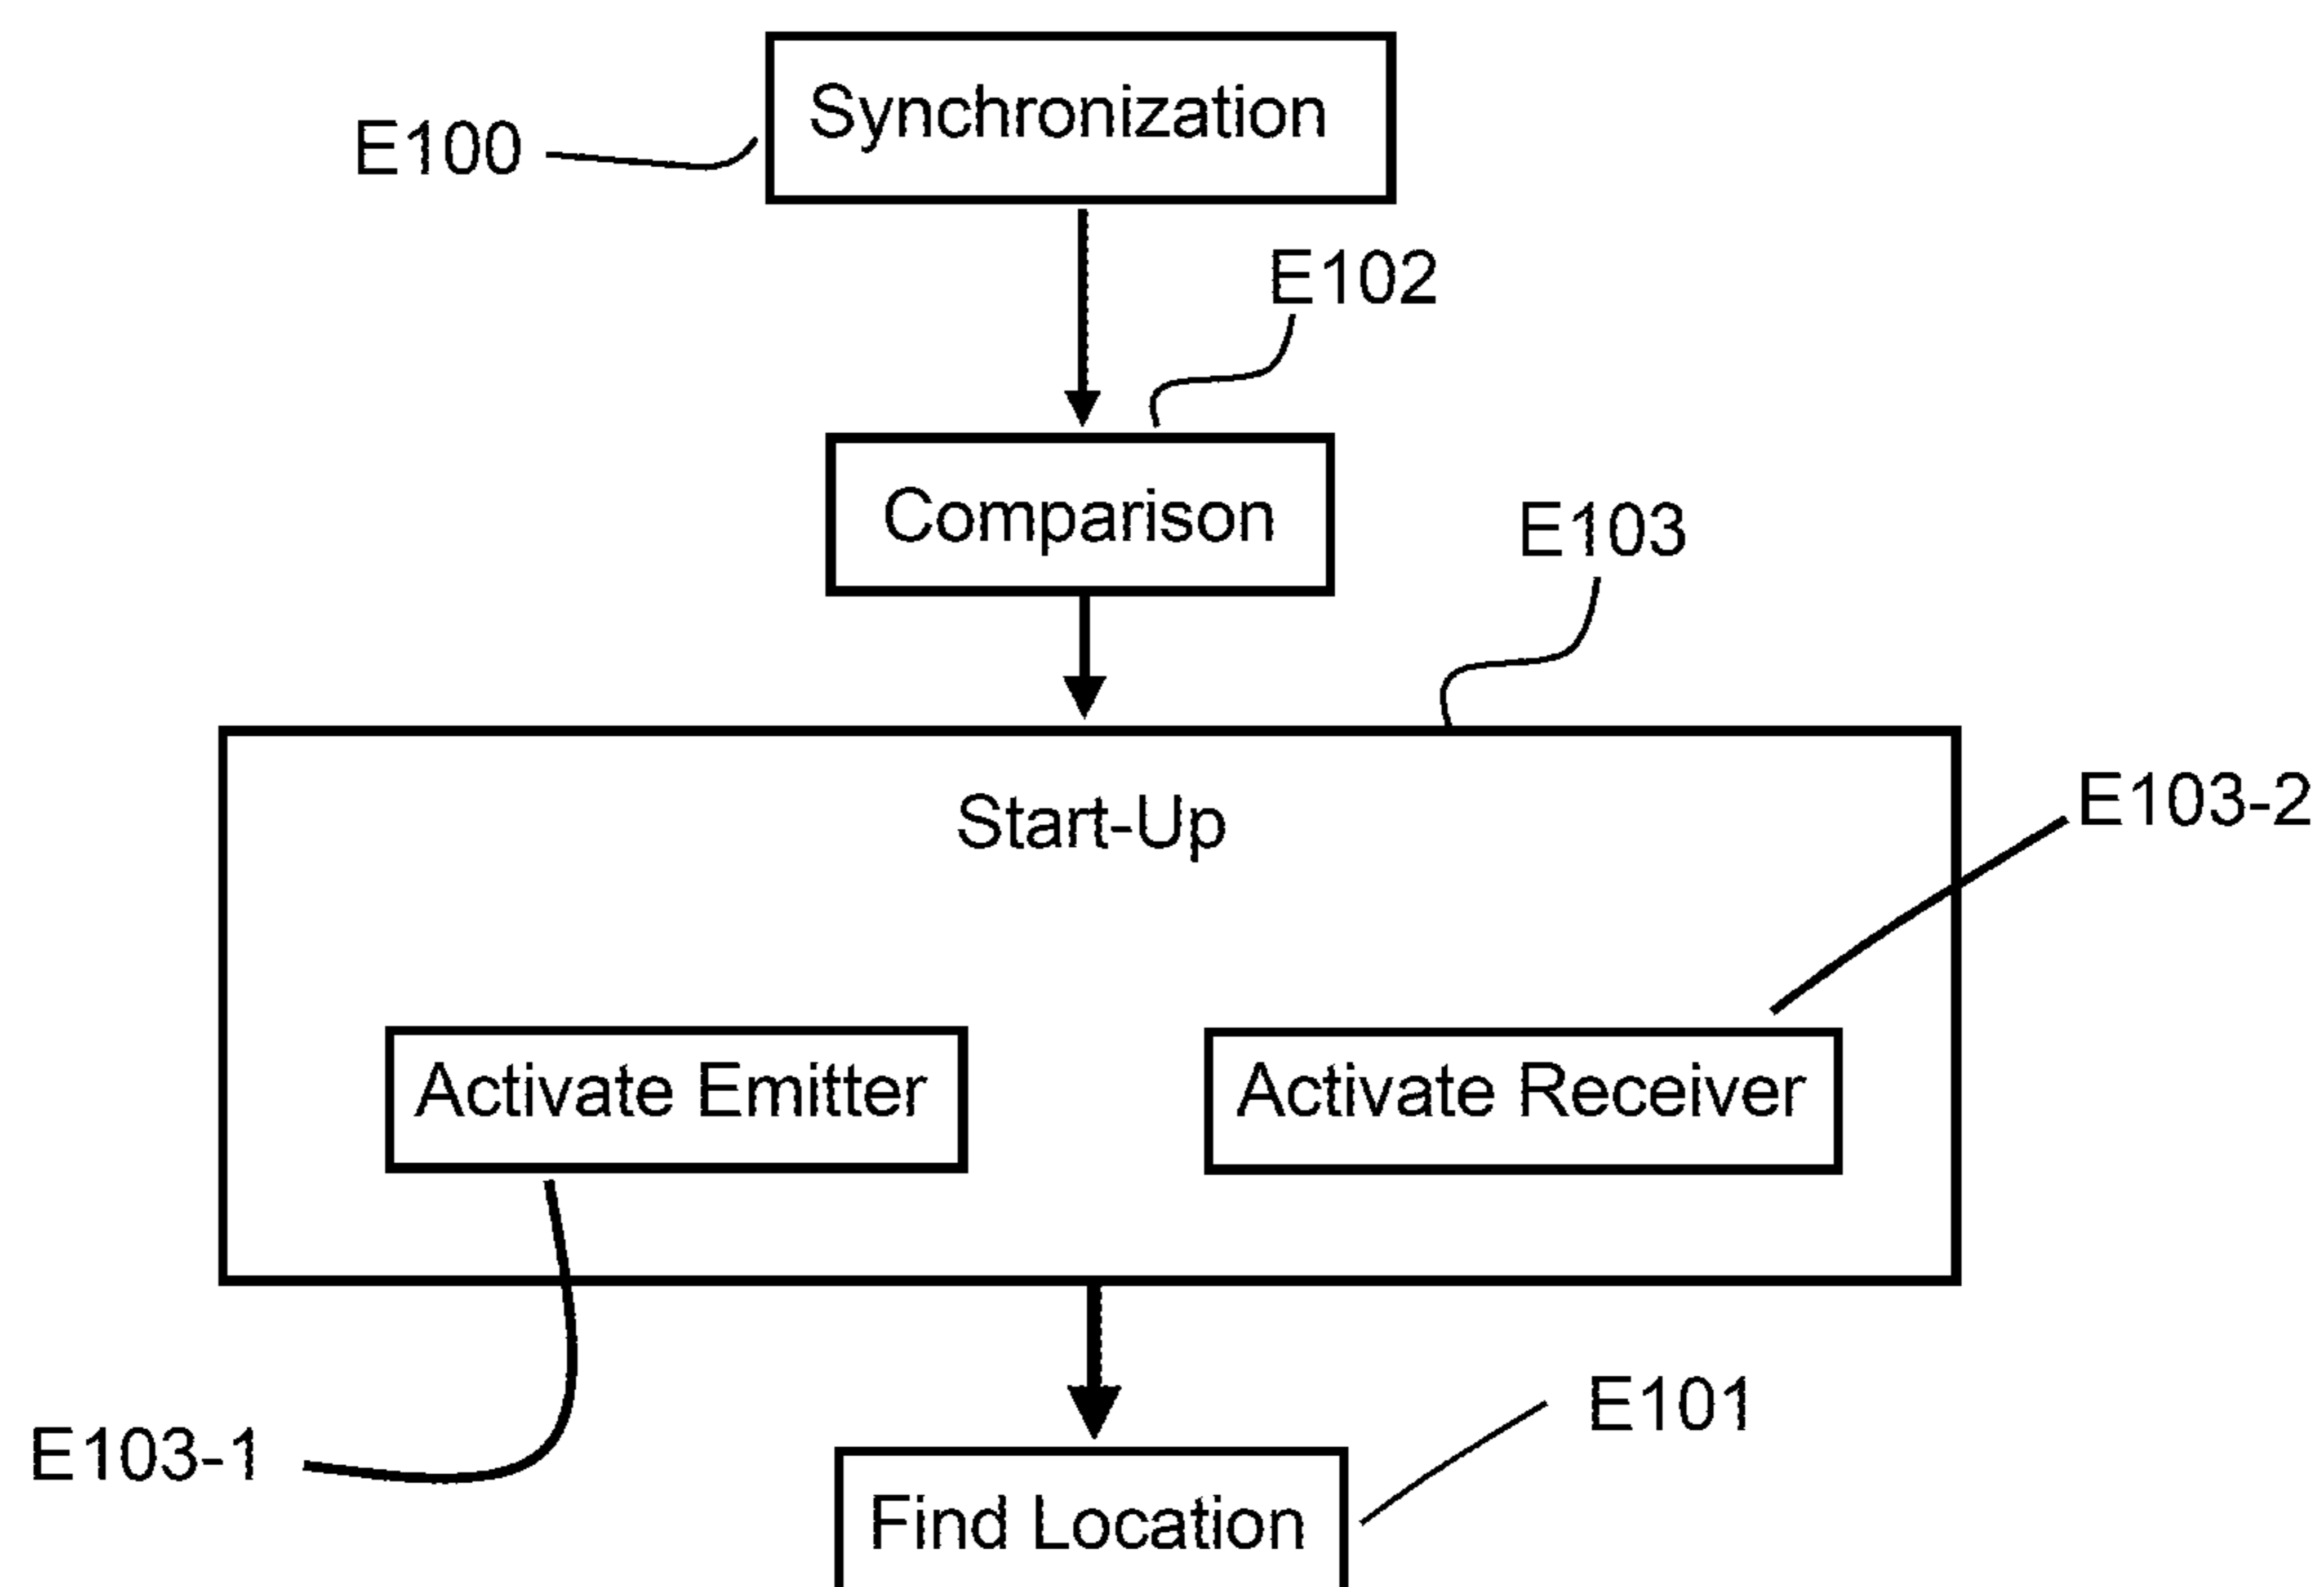 Synchronization
E100
E102
Comparison
E103
Start-Up
E103-2
Activate Emitter
Activate Receiver
E101
E103-1
Find Location